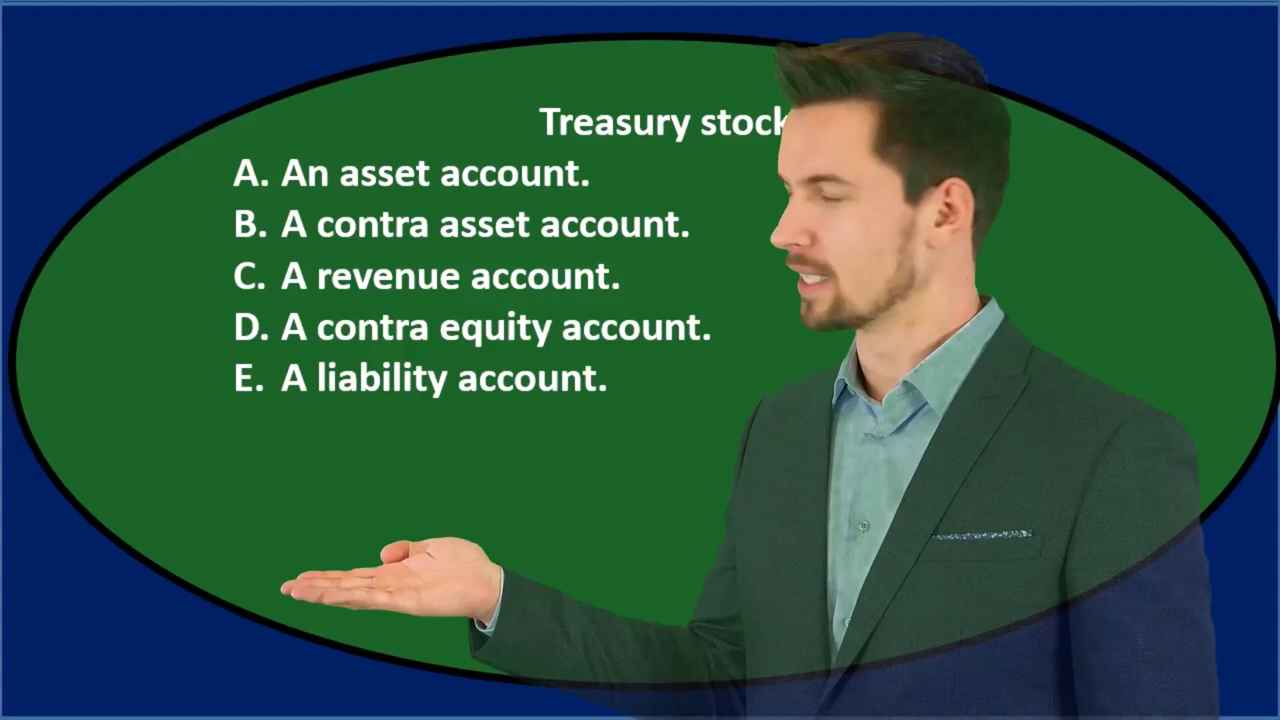 Treasury stock
A. An asset account.
B. A contra asset account.
C. A revenue account.
D. A contra equity account.
E. A liability account.